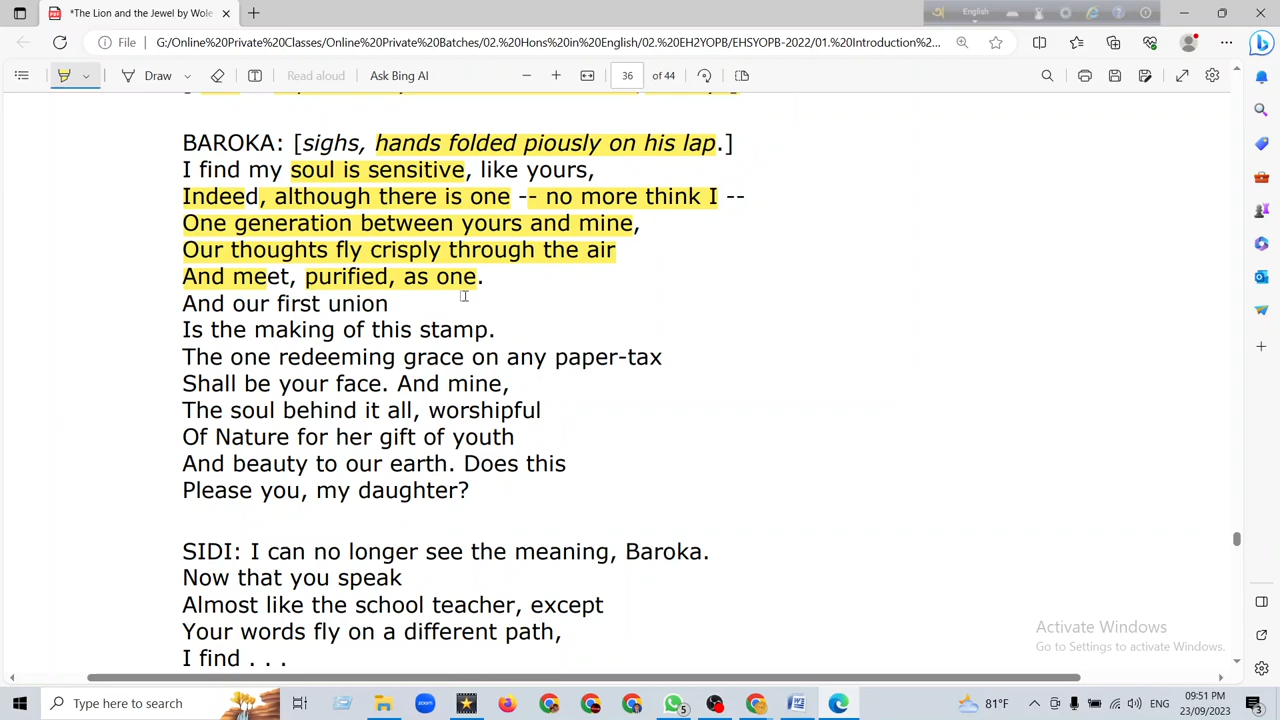 *The Lion and the Jewel by Wole
English
File
G:/Online%20Private%20Classes/Online%20Private%20Batches/02.%20Hons%20in%20English/02.%20EH2YOPB/EHSYOPB-2022/01.%20Introduction%...
Draw
Read aloud
Ask Bing AI
36
of 44
BAROKA: [sighs, hands folded piously on his lap.]
I find my soul is sensitive, like yours,
Indeed, although there is one -- no more think I --
One generation between yours and mine,
Our thoughts fly crisply through the air
And meet, purified, as one.
And our first union
Is the making of this stamp.
The one redeeming grace on any paper-tax
Shall be your face. And mine,
The soul behind it all, worshipful
Of Nature for her gift of youth
And beauty to our earth. Does this
Please you, my daughter?
SIDI: I can no longer see the meaning, Baroka.
Now that you speak
Almost like the school teacher, except
Your words fly on a different path,
I find . . .
Activate Windows
Go to Settings to activate Windows.
Type here to search
zoom
5
81°F
ENG
09:51 PM
23/09/2023
3